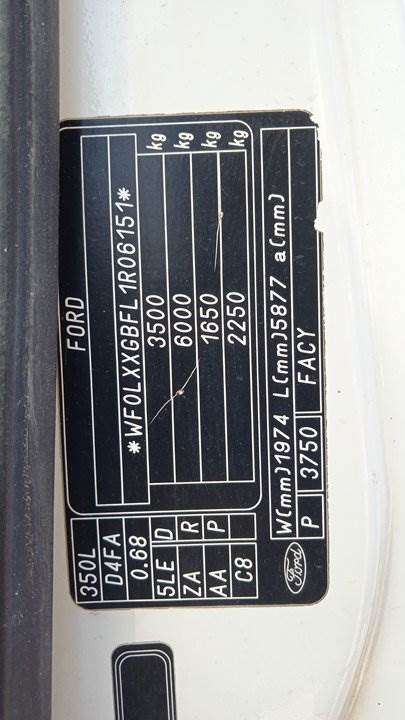 FORD
*WF0LXXGBFL1R06151*
3500 kg
6000 kg
1650 kg
2250 kg
350L
D4FA
0.68
5LE D
ZA R
AA P
C8
Ford
W(mm)1974 L(mm)5877 a(mm)
P 3750 FACY